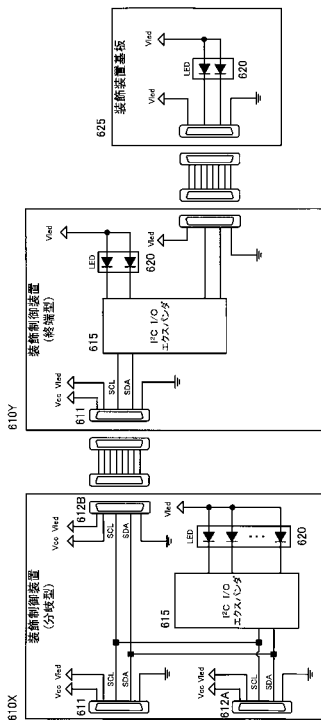 610X
装飾制御装置
(分岐型)
Vcc Vled
611
SCL
SDA
Vcc Vled
612B
SCL
SDA
Vcc Vled
612A
SCL
SDA
615
I²C I/O
エクスパンダ
Vled
LED
620
610Y
装飾制御装置
(終端型)
Vcc Vled
611
SCL
SDA
615
I²C I/O
エクスパンダ
Vled
LED
620
Vled
625
装飾装置基板
Vled
Vled
LED
620